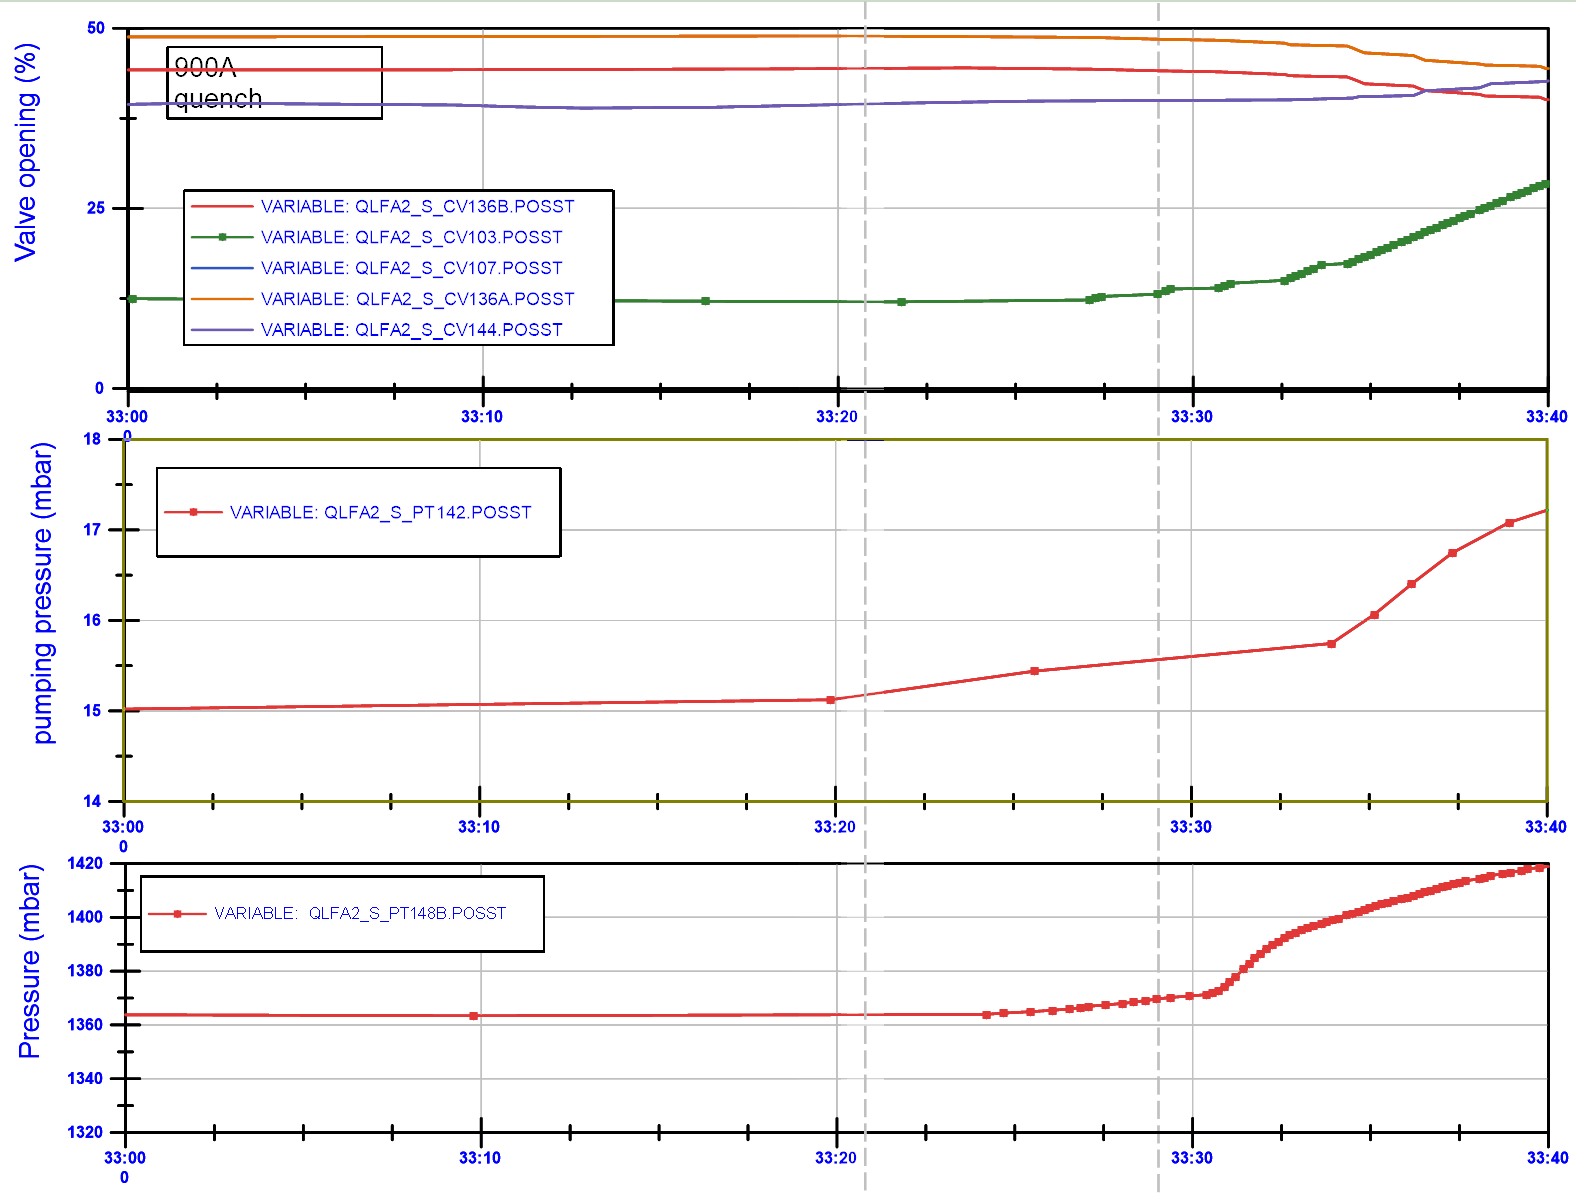 Valve opening (%)
50
25
0
900A
quench
VARIABLE: QLFA2_S_CV136B.POSST
VARIABLE: QLFA2_S_CV103.POSST
VARIABLE: QLFA2_S_CV107.POSST
VARIABLE: QLFA2_S_CV136A.POSST
VARIABLE: QLFA2_S_CV144.POSST
33:00 33:10 33:20 33:30 33:40
0
pumping pressure (mbar)
18
17
16
15
14
VARIABLE: QLFA2_S_PT142.POSST
33:00 33:10 33:20 33:30 33:40
0
Pressure (mbar)
1420
1400
1380
1360
1340
1320
VARIABLE: QLFA2_S_PT148B.POSST
33:00 33:10 33:20 33:30 33:40
0